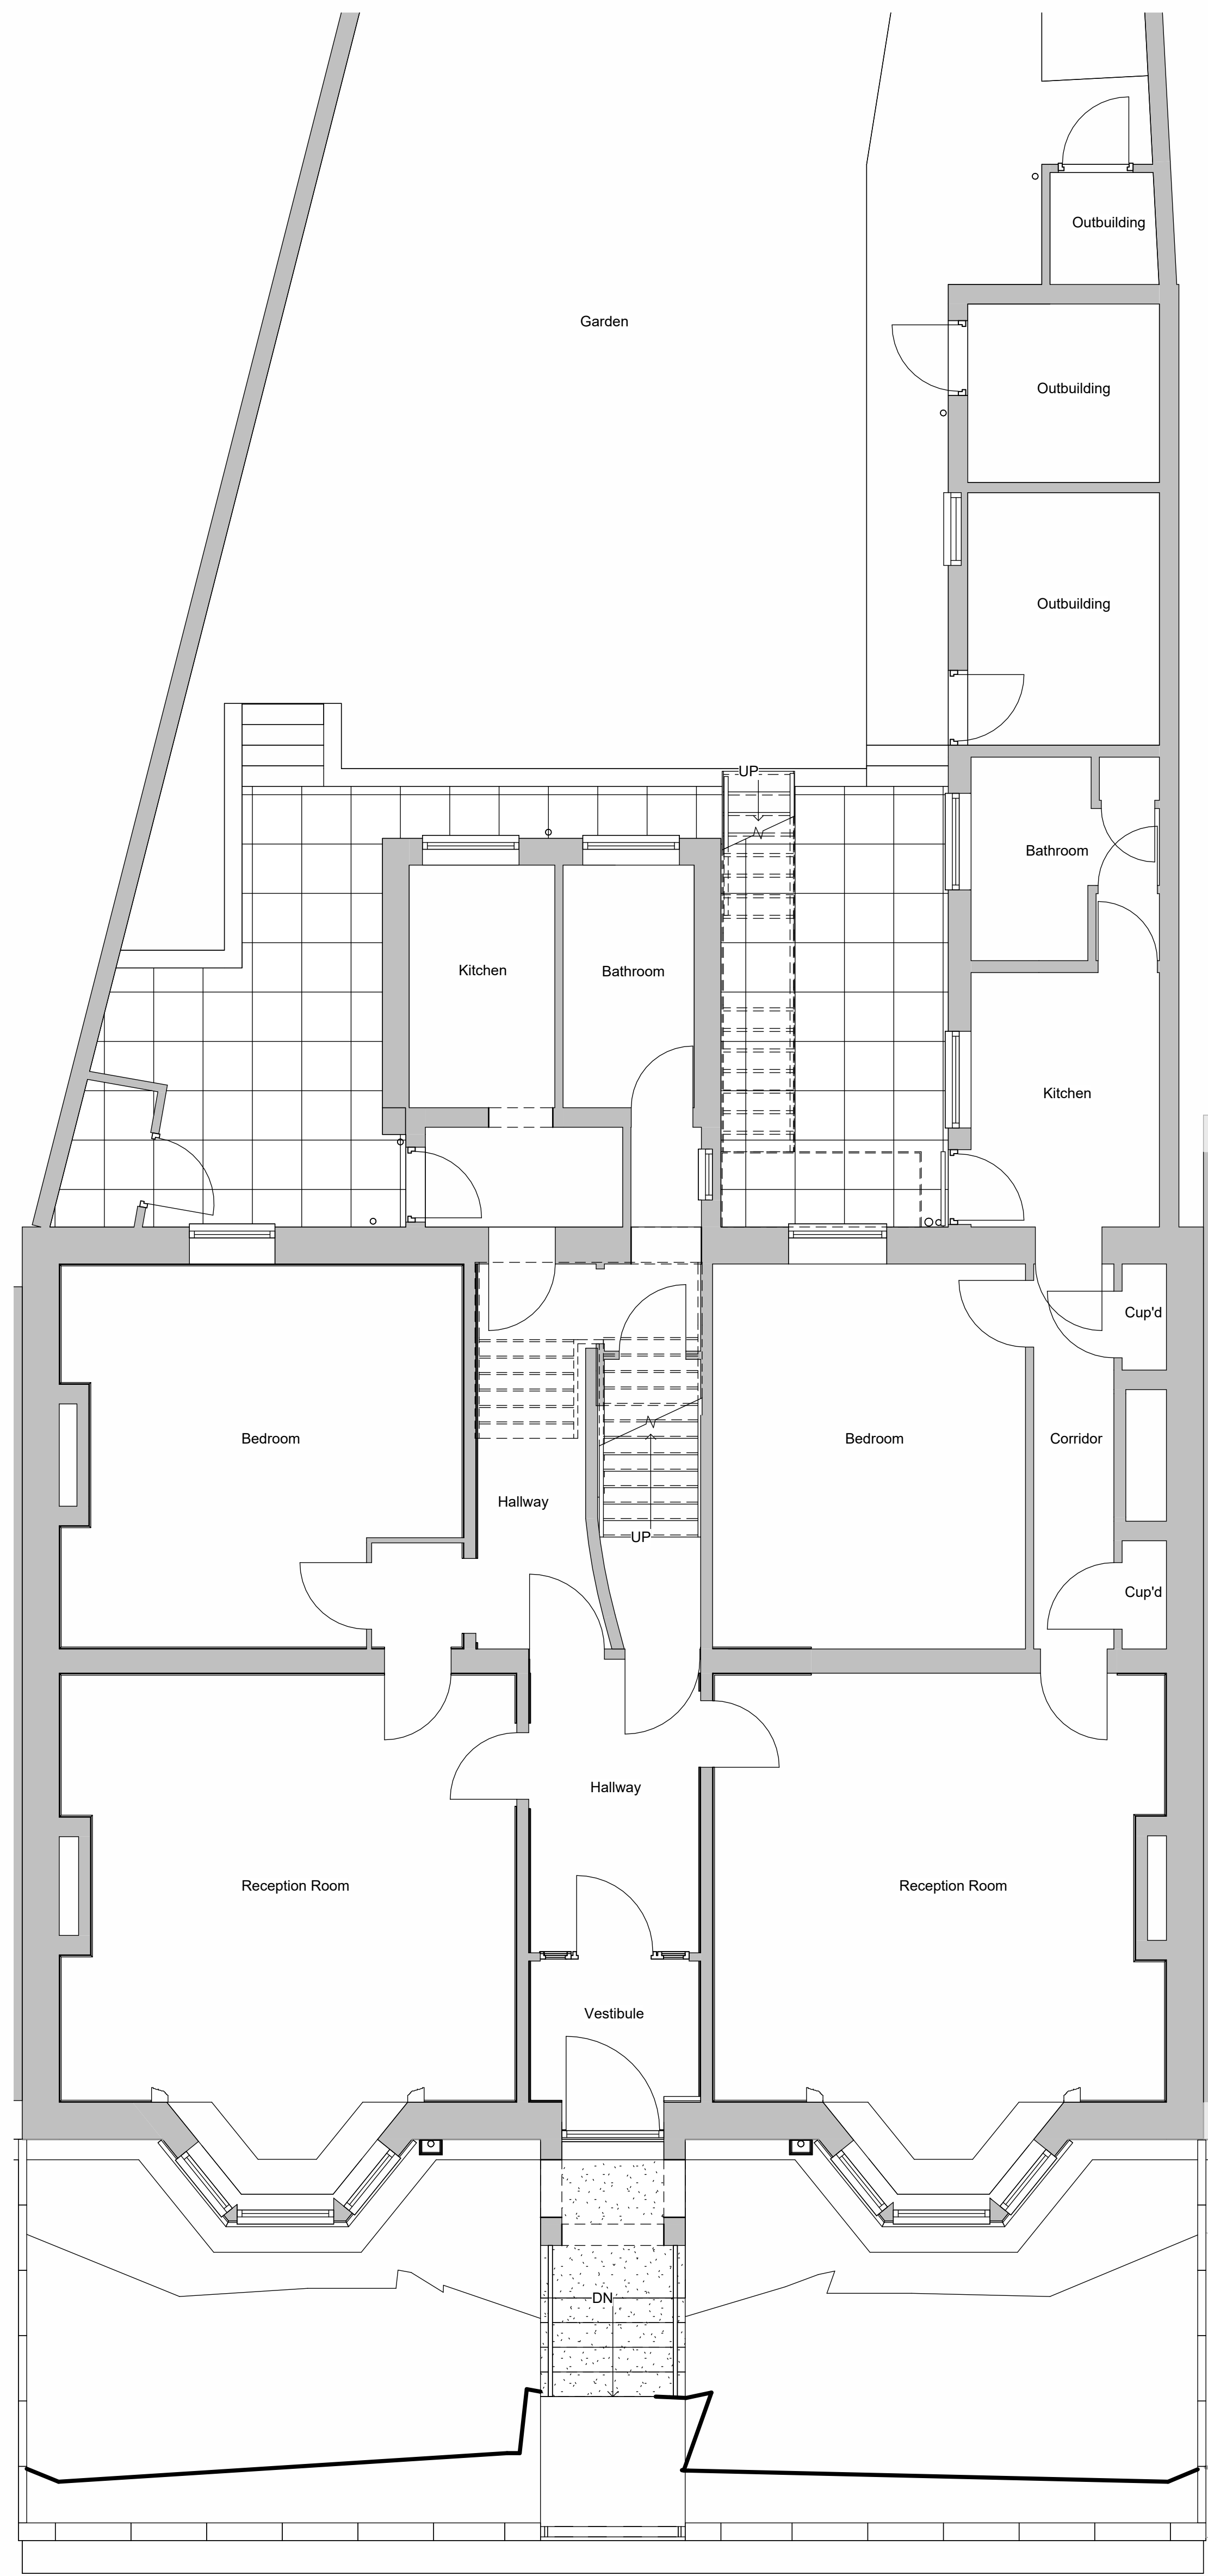 Outbuilding
Garden
Outbuilding
Outbuilding
UP
Bathroom
Kitchen
Bathroom
Kitchen
Cup'd
Bedroom
Bedroom
Corridor
Hallway
UP
Cup'd
Hallway
Reception Room
Reception Room
Vestibule
DN